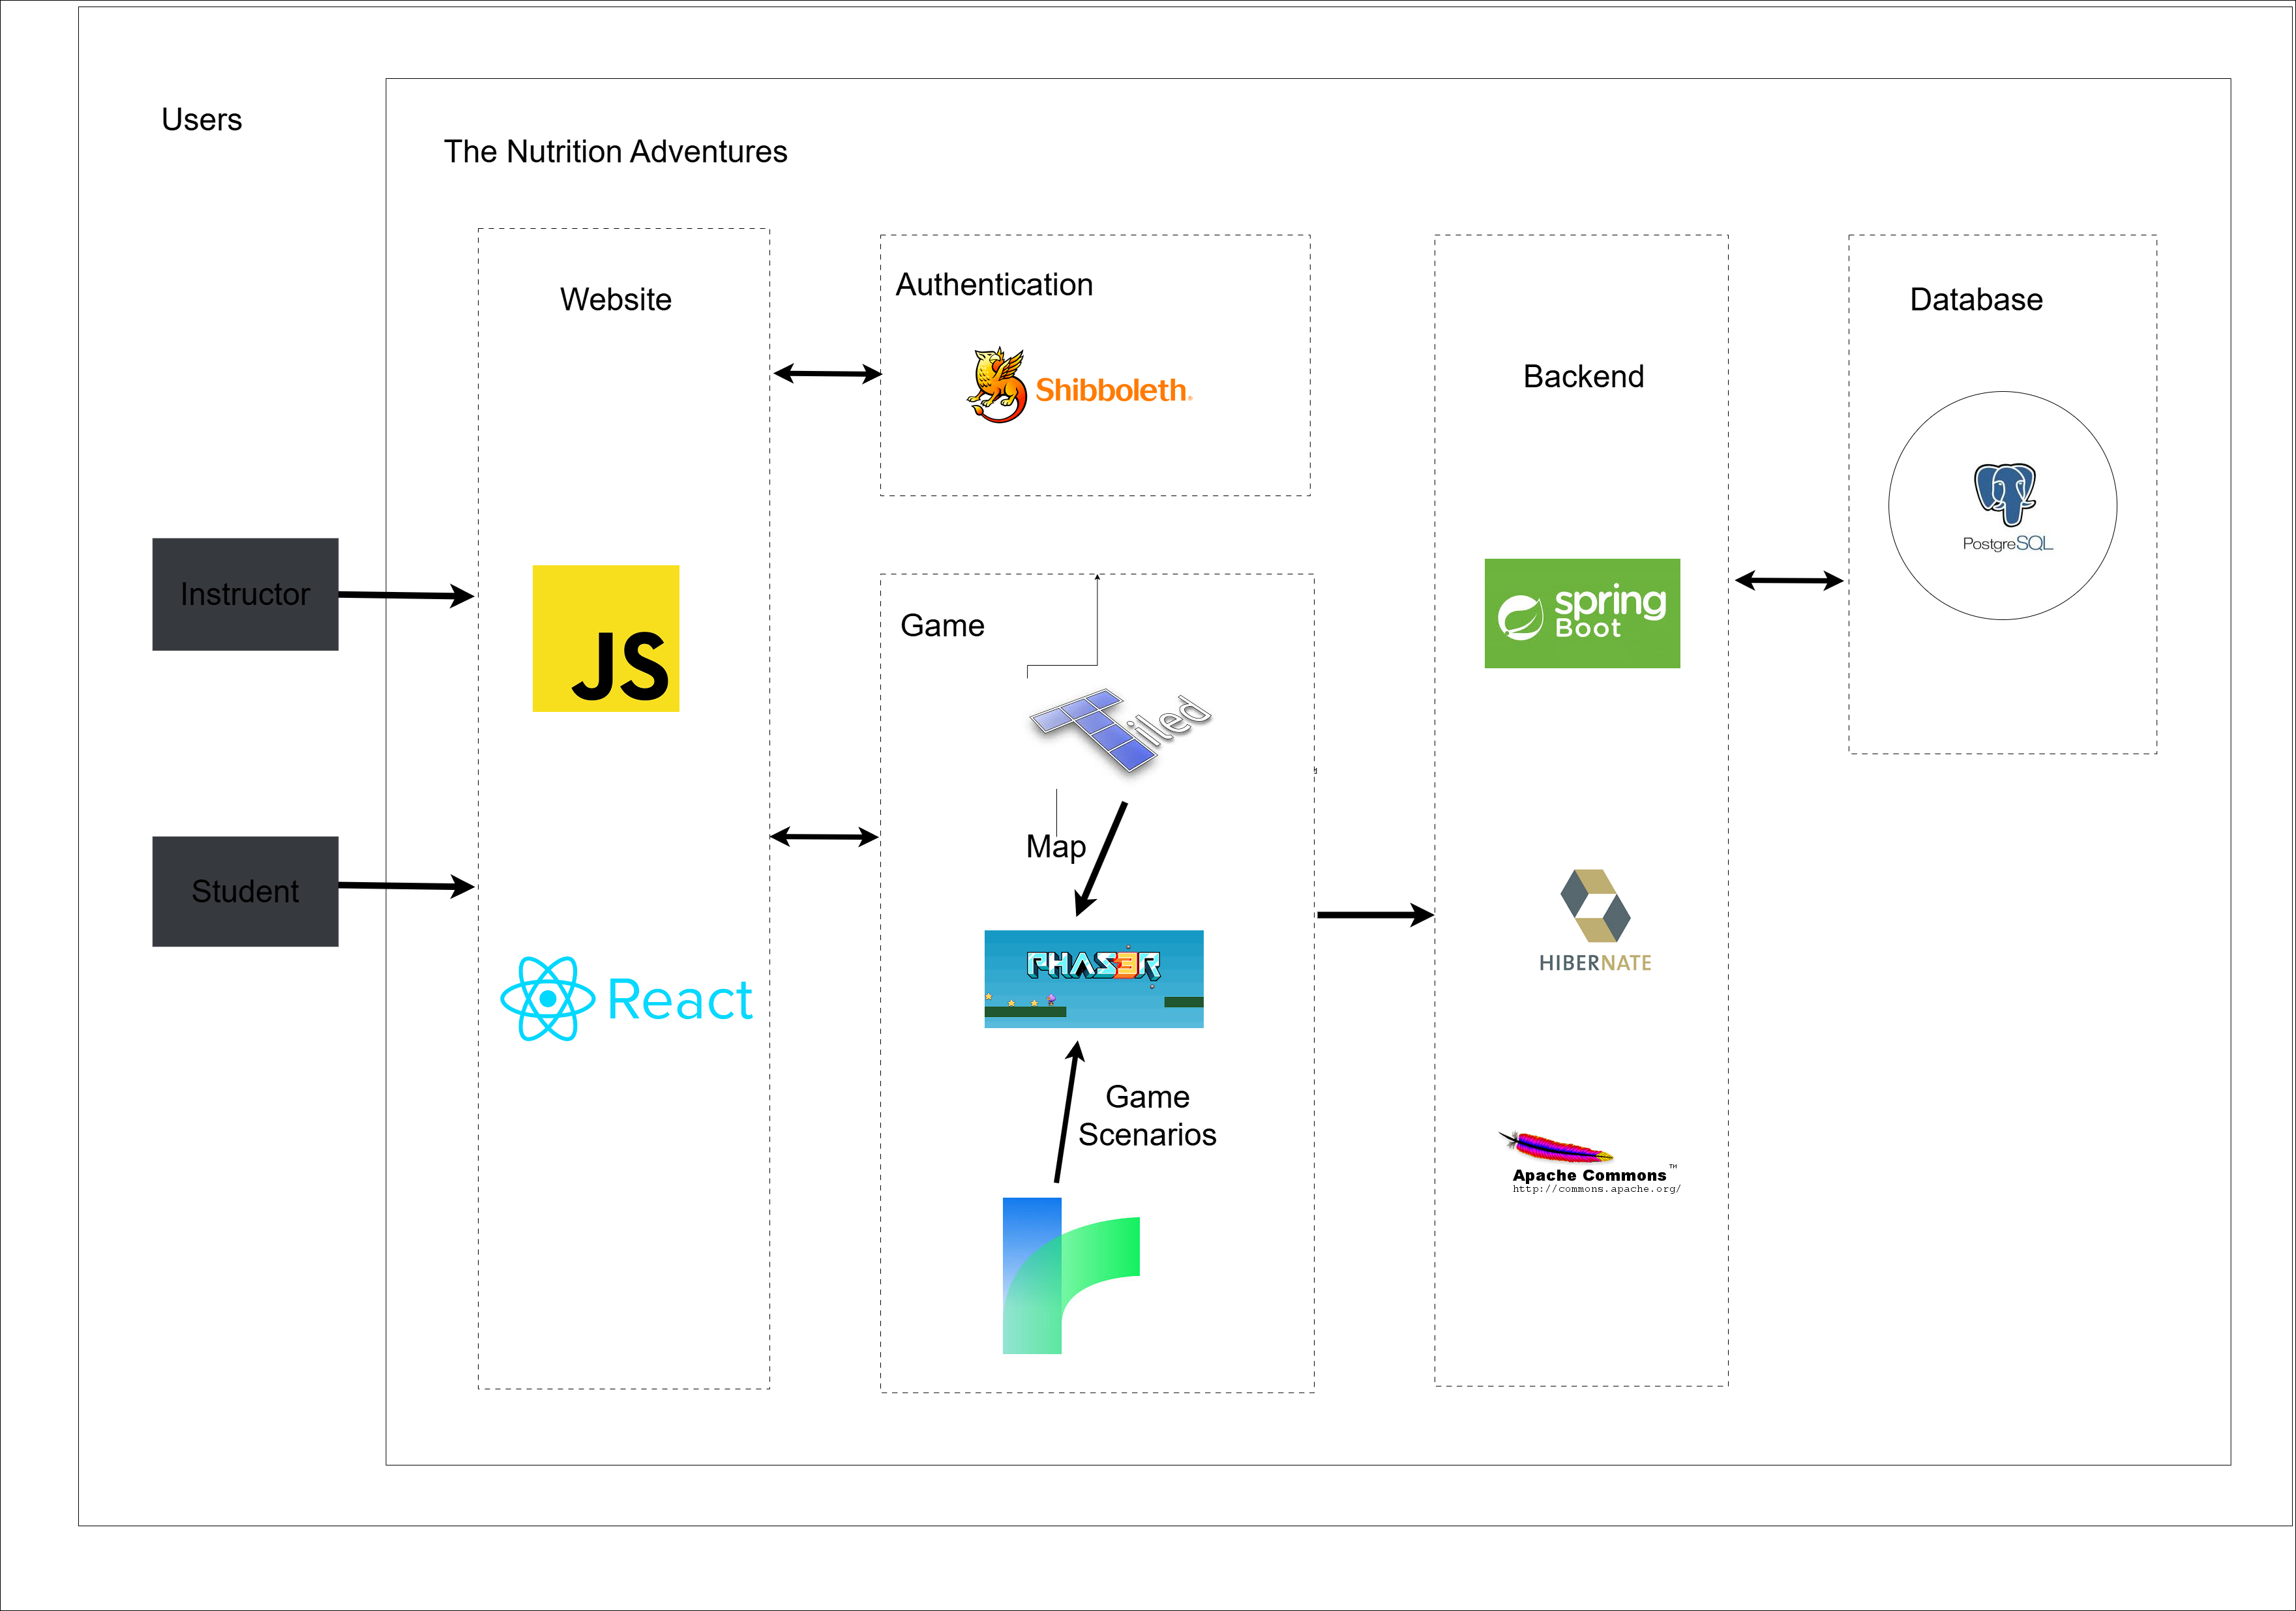 Users
The Nutrition Adventures
Website
Authentication
Shibboleth®
Backend
Database
PostgreSQL
Instructor
JS
Game
spring
Boot
Tiled
Map
Student
PHASER
HIBERNATE
React
Game
Scenarios
Apache Commons™
http://commons.apache.org/